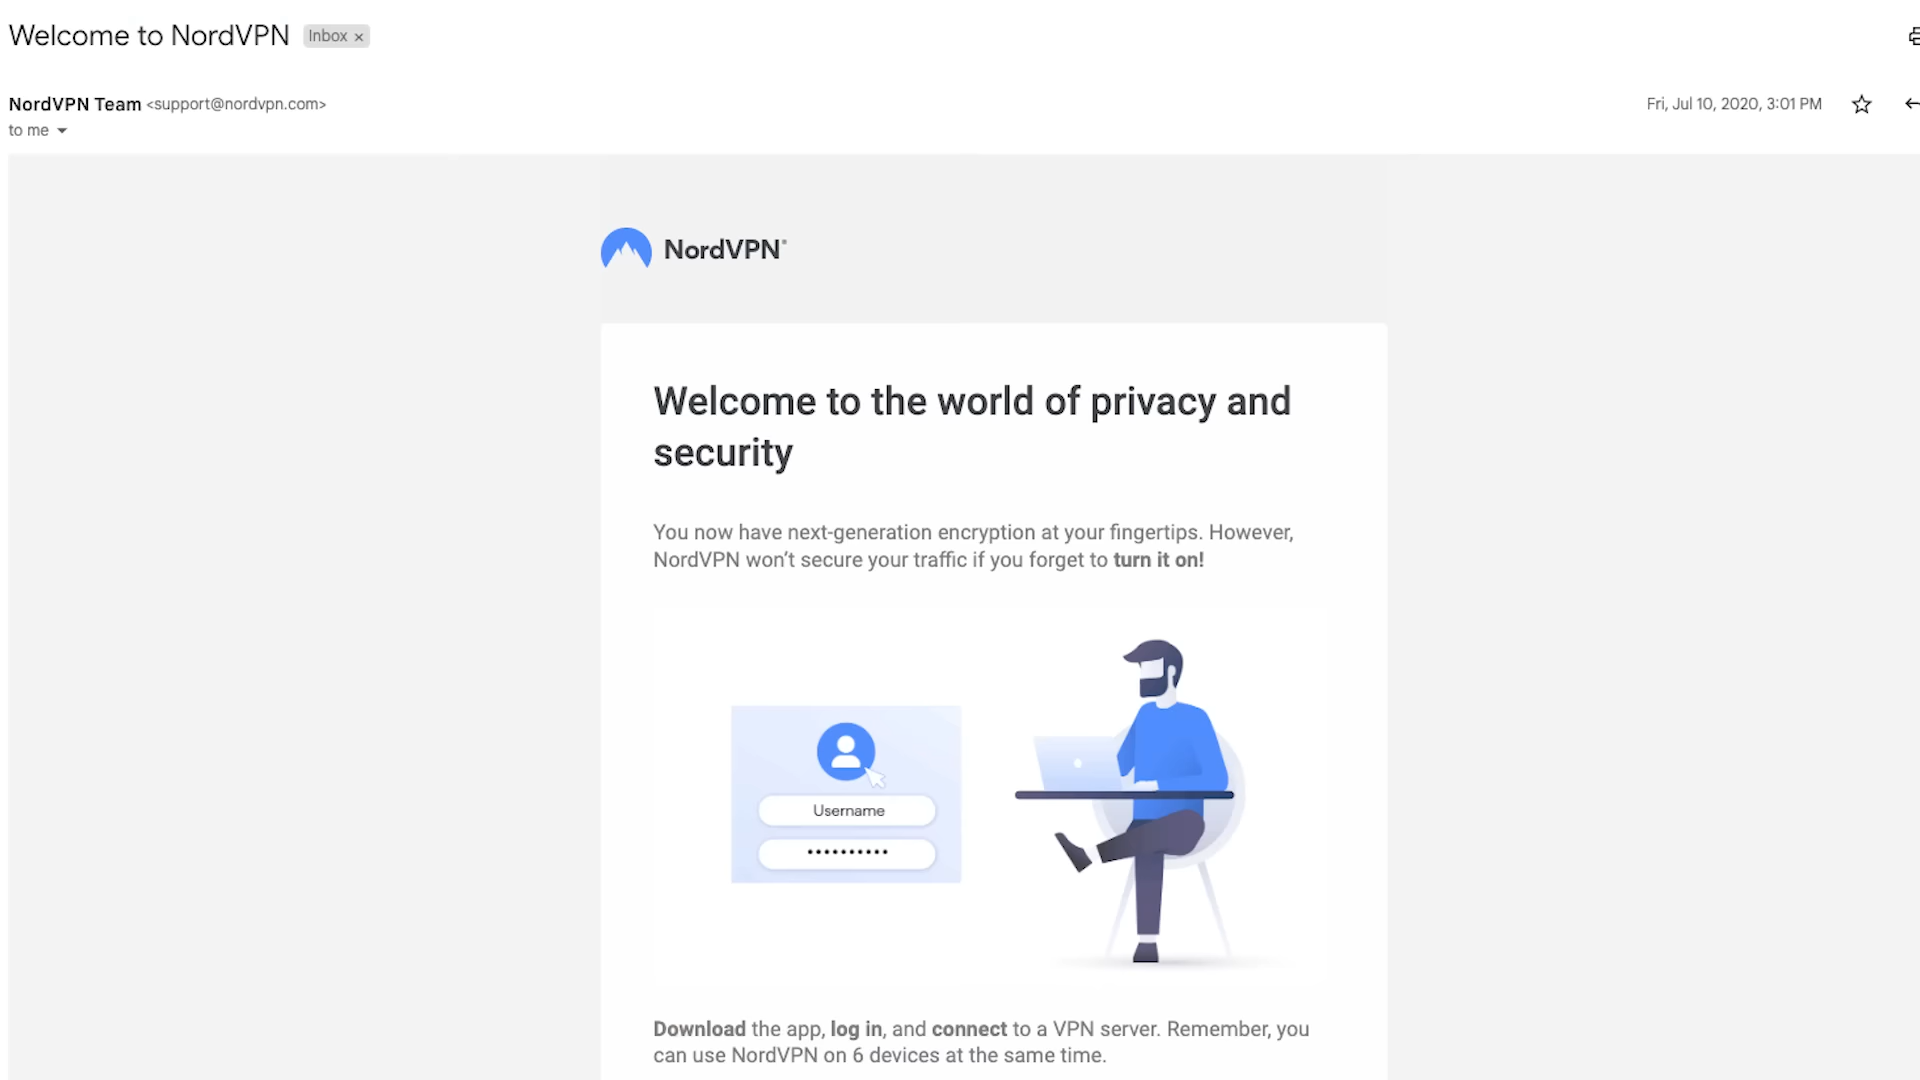 Welcome to NordVPN Inbox ×
NordVPN Team <support@nordvpn.com> Fri, Jul 10, 2020, 3:01 PM
to me
NordVPN®
Welcome to the world of privacy and
security
You now have next-generation encryption at your fingertips. However,
NordVPN won’t secure your traffic if you forget to turn it on!
Username
••••••••••
Download the app, log in, and connect to a VPN server. Remember, you
can use NordVPN on 6 devices at the same time.